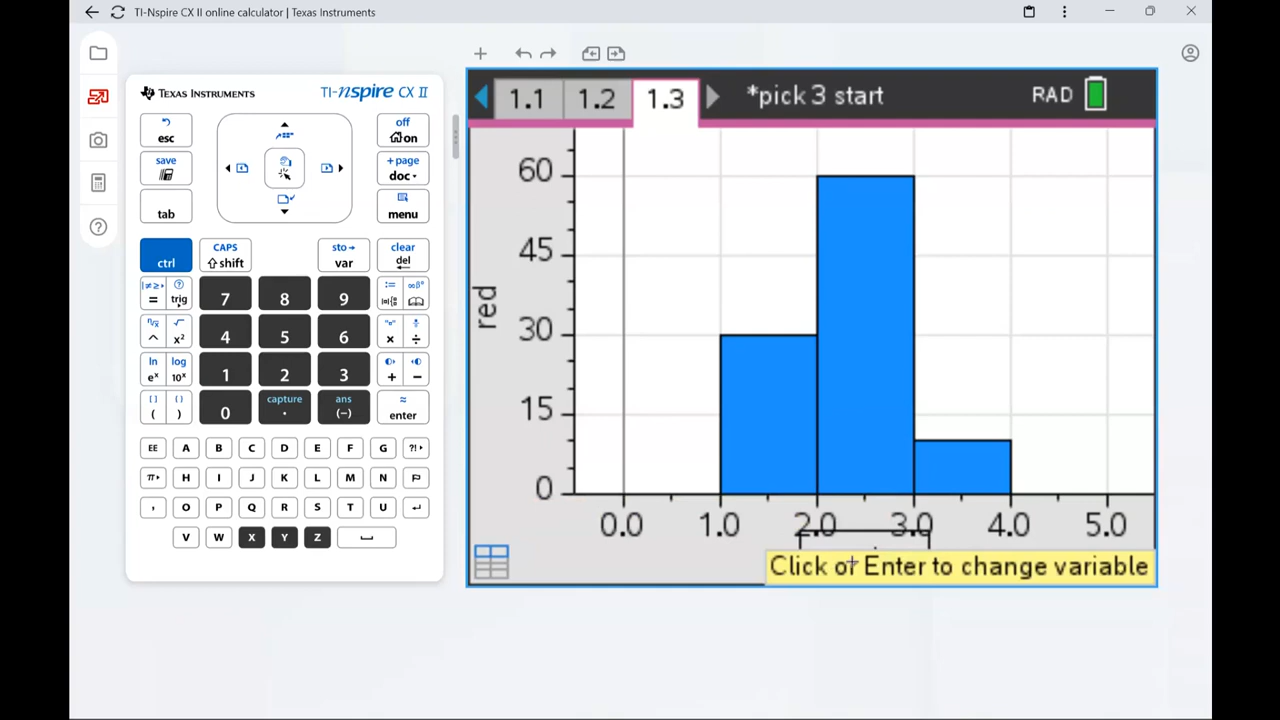 TI-Nspire CX II online calculator | Texas Instruments
TEXAS INSTRUMENTS
TI-nspire CX II
esc
off
on
save
+ page
doc
tab
menu
ctrl
CAPS
shift
sto→
var
clear
del
|≠≥▸
=
?
trig
7
8
9
∞β°
ⁿ√x
^
√
x²
4
5
6
"□"
×
÷
ln
eˣ
log
10ˣ
1
2
3
+
−
[ ]
(
{ }
)
0
capture
.
ans
(−)
≈
enter
EE
A
B
C
D
E
F
G
?!▸
π▸
H
I
J
K
L
M
N
,
O
P
Q
R
S
T
U
V
W
X
Y
Z
1.1
1.2
1.3
*pick 3 start
RAD
60
45
30
15
0
red
0.0
1.0
2.0
3.0
4.0
5.0
Click or Enter to change variable